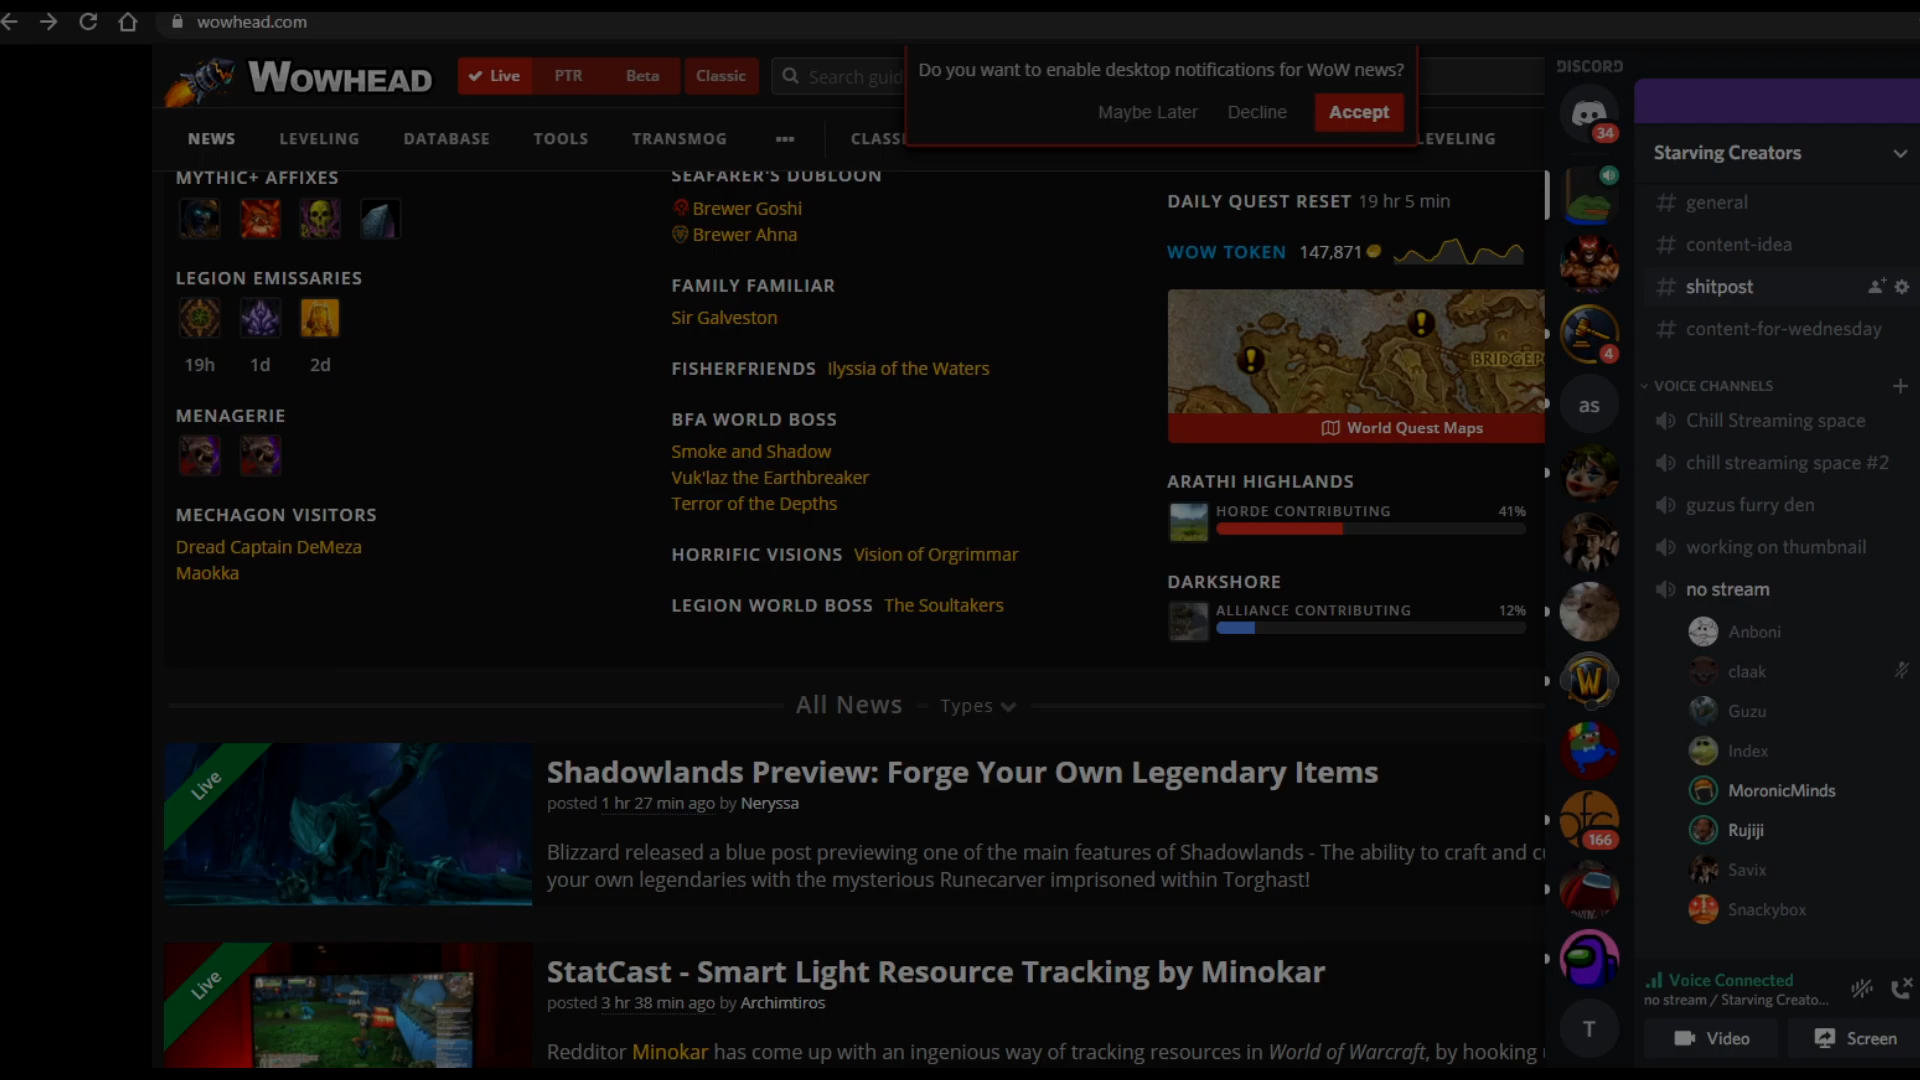 wowhead.com
WOWHEAD
Live PTR Beta Classic
Search guid
Do you want to enable desktop notifications for WoW news?
Maybe Later Decline Accept
NEWS LEVELING DATABASE TOOLS TRANSMOG ••• LEVELING
MYTHIC+ AFFIXES
LEGION EMISSARIES
19h 1d 2d
MENAGERIE
MECHAGON VISITORS
Dread Captain DeMeza
Maokka
SEAFARER'S DUBLOON
Brewer Goshi
Brewer Ahna
FAMILY FAMILIAR
Sir Galveston
FISHERFRIENDS Ilyssia of the Waters
BFA WORLD BOSS
Smoke and Shadow
Vuk'laz the Earthbreaker
Terror of the Depths
HORRIFIC VISIONS Vision of Orgrimmar
LEGION WORLD BOSS The Soultakers
DAILY QUEST RESET 19 hr 5 min
WOW TOKEN 147,871
World Quest Maps
ARATHI HIGHLANDS
HORDE CONTRIBUTING 41%
DARKSHORE
ALLIANCE CONTRIBUTING 12%
All News Types
Live
Shadowlands Preview: Forge Your Own Legendary Items
posted 1 hr 27 min ago by Neryssa
Blizzard released a blue post previewing one of the main features of Shadowlands - The ability to craft and
your own legendaries with the mysterious Runecarver imprisoned within Torghast!
Live
StatCast - Smart Light Resource Tracking by Minokar
posted 3 hr 38 min ago by Archimtiros
Redditor Minokar has come up with an ingenious way of tracking resources in World of Warcraft, by hooking
DISCORD
34
4
as
166
T
Starving Creators
# general
# content-idea
# shitpost
# content-for-wednesday
VOICE CHANNELS
Chill Streaming space
chill streaming space #2
guzus furry den
working on thumbnail
no stream
Anboni
claak
Guzu
Index
MoronicMinds
Rujiji
Savix
Snackybox
Voice Connected
no stream / Starving Creato...
Video Screen